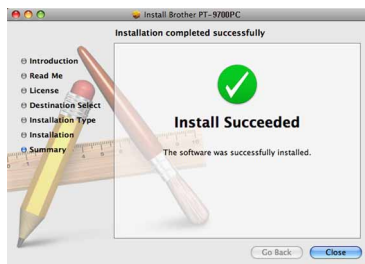 Install Brother PT-9700PC
Installation completed successfully
Introduction
Read Me
License
Destination Select
Installation Type
Installation
Summary
Install Succeeded
The software was successfully installed.
Go Back
Close